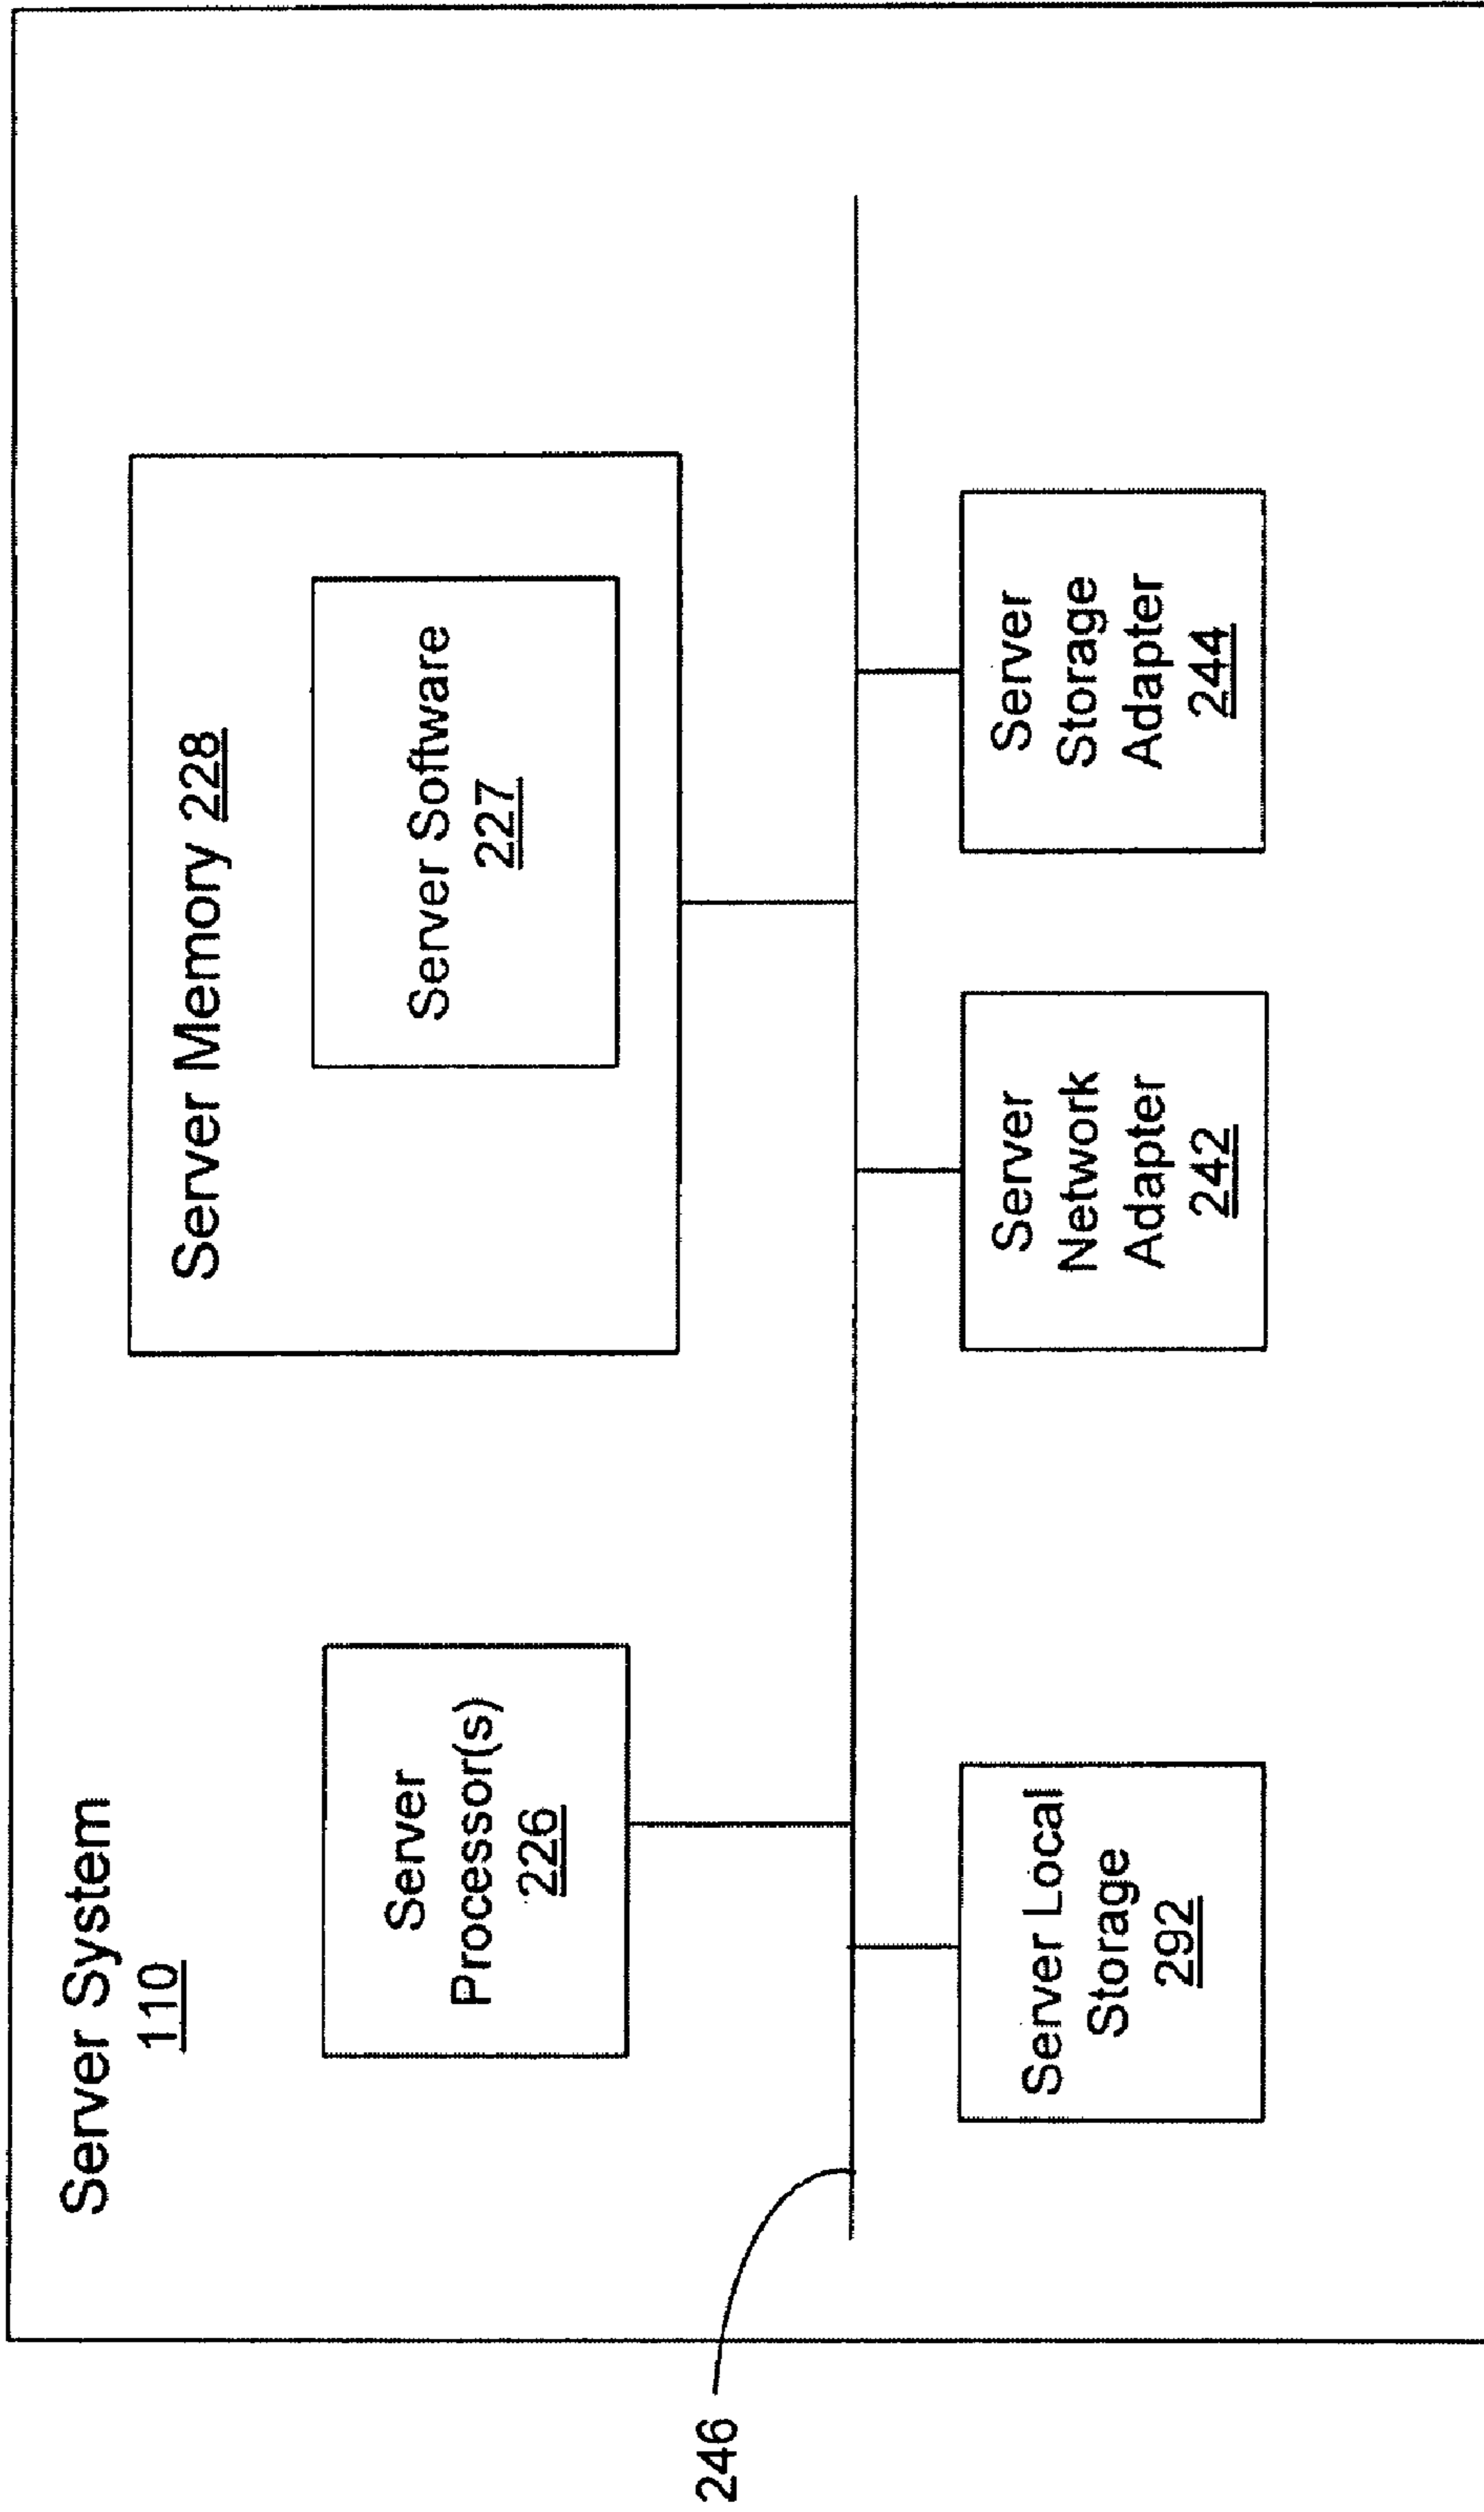 Server System
110
Server Memory 228
Server Software
227
Server
Processor(s)
226
246
Server Local
Storage
292
Server
Network
Adapter
242
Server
Storage
Adapter
244